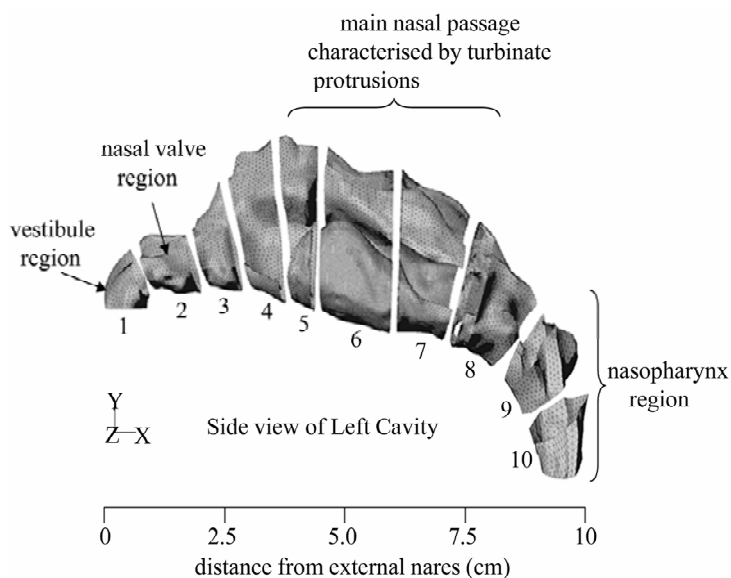 main nasal passage
characterised by turbinate
protrusions
nasal valve
region
vestibule
region
1
2
3
4
5
6
7
8
9
10
nasopharynx
region
Y
Z X
Side view of Left Cavity
0 2.5 5.0 7.5 10
distance from external nares (cm)